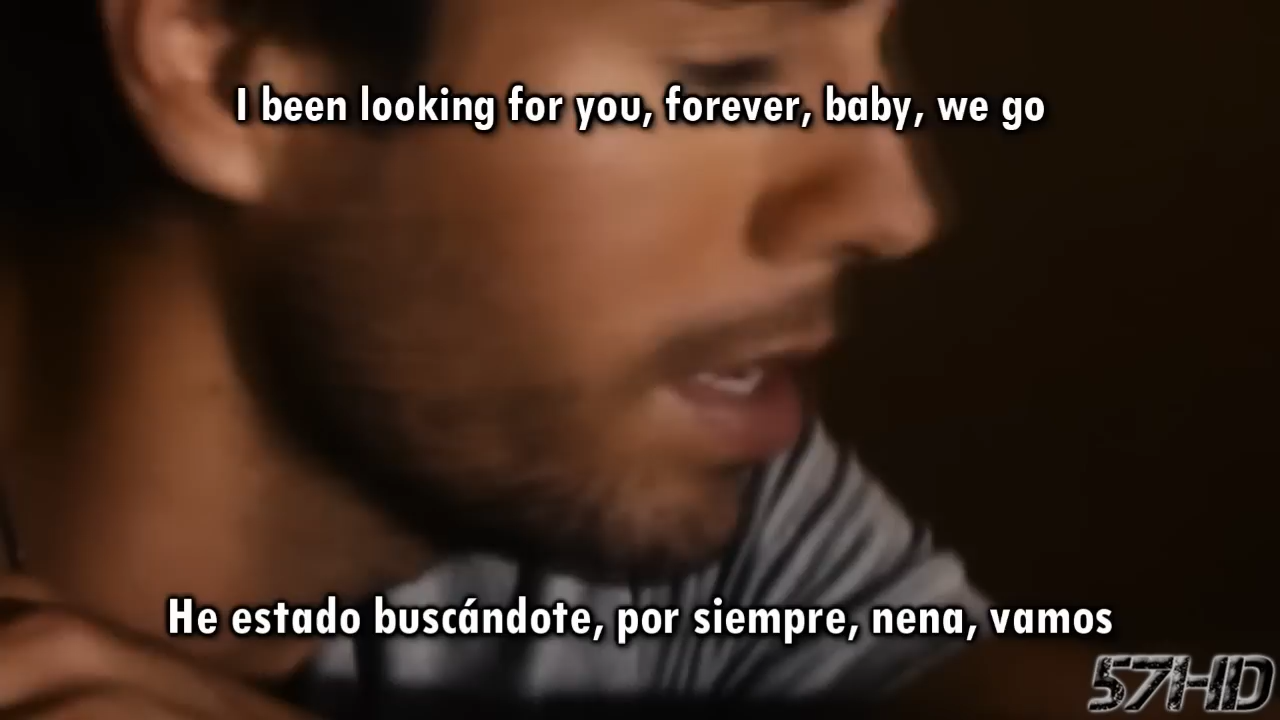 I been looking for you, forever, baby, we go
He estado buscándote, por siempre, nena, vamos
57HD